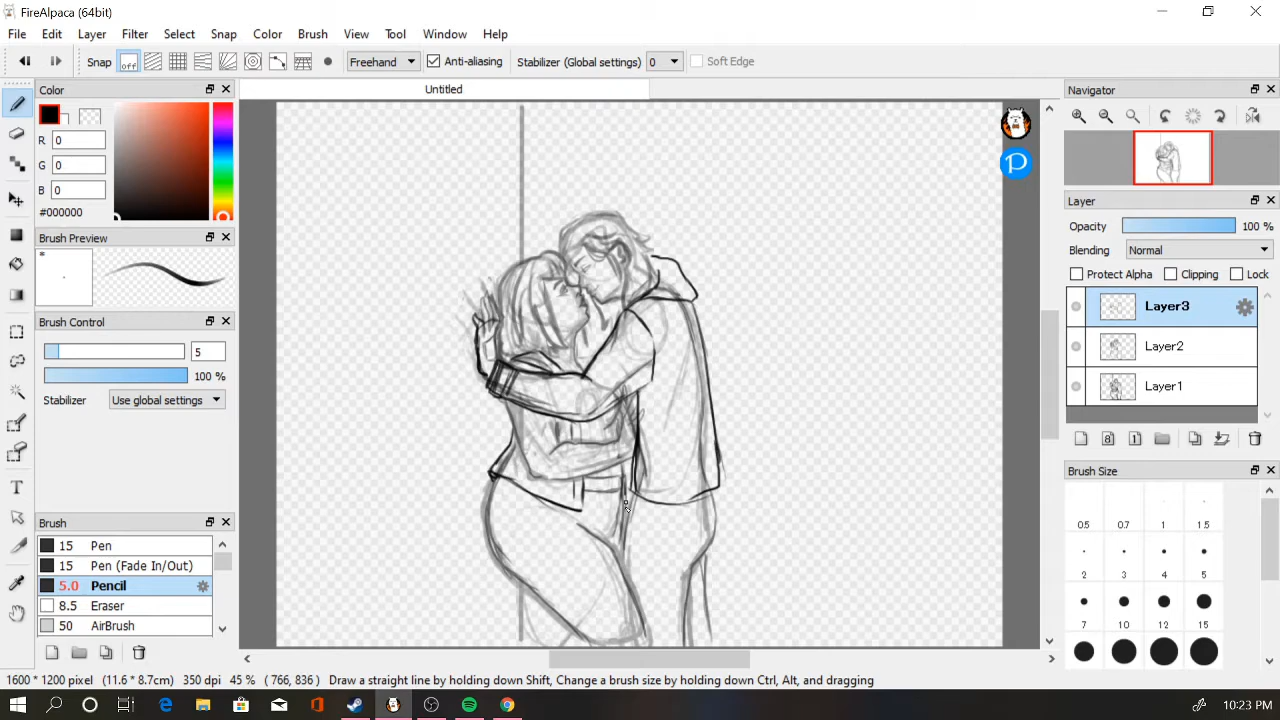 FireAlpaca (64bit)
File Edit Layer Filter Select Snap Color Brush View Tool Window Help
Snap off Freehand Anti-aliasing Stabilizer (Global settings) 0 Soft Edge
Color
R 0
G 0
B 0
#000000
Brush Preview
*
Brush Control
5
100 %
Stabilizer Use global settings
Brush
15 Pen
15 Pen (Fade In/Out)
5.0 Pencil
8.5 Eraser
50 AirBrush
Untitled
P
Navigator
Layer
Opacity 100 %
Blending Normal
Protect Alpha Clipping Lock
Layer3
Layer2
Layer1
8 1
Brush Size
0.5 0.7 1 1.5
2 3 4 5
7 10 12 15
1600 * 1200 pixel (11.6 * 8.7cm) 350 dpi 45 % (766, 836) Draw a straight line by holding down Shift, Change a brush size by holding down Ctrl, Alt, and dragging
10:23 PM